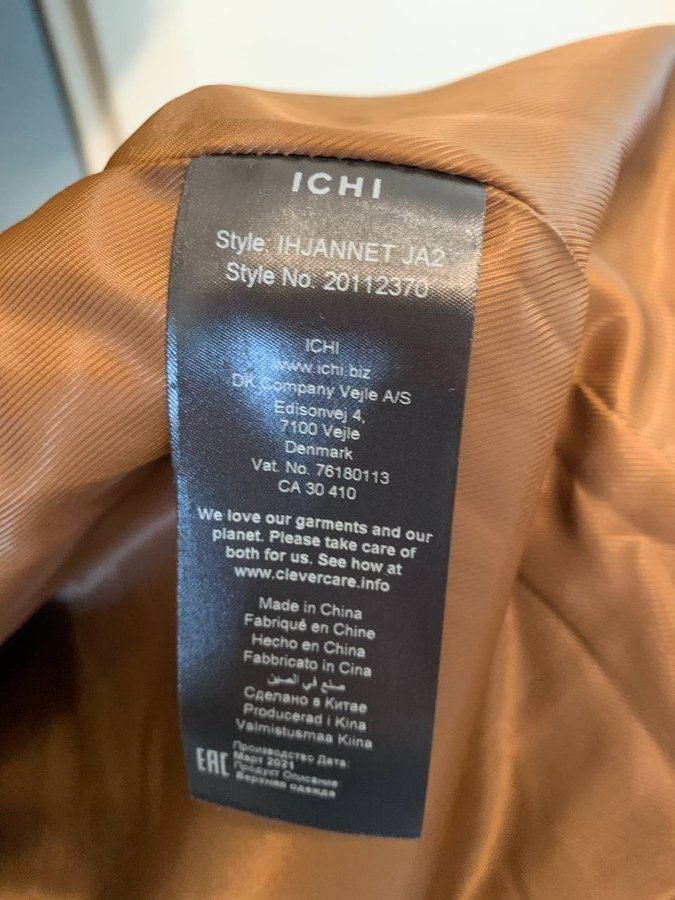 ICHI
Style. IHJANNET JA2
Style No. 20112370
ICHI
www.ichi.biz
DK Company Vejle A/S
Edisonvej 4,
7100 Vejle
Denmark
Vat. No. 76180113
CA 30 410
We love our garments and our
planet. Please take care of
both for us. See how at
www.clevercare.info
Made in China
Fabriqué en Chine
Hecho en China
Fabbricato in Cina
صنع في الصين
Сделано в Китае
Producerad i Kina
Valmistusmaa Kiina
EAC
Производство Дата:
Март 2021
Продукт Описание
Верхняя одежда